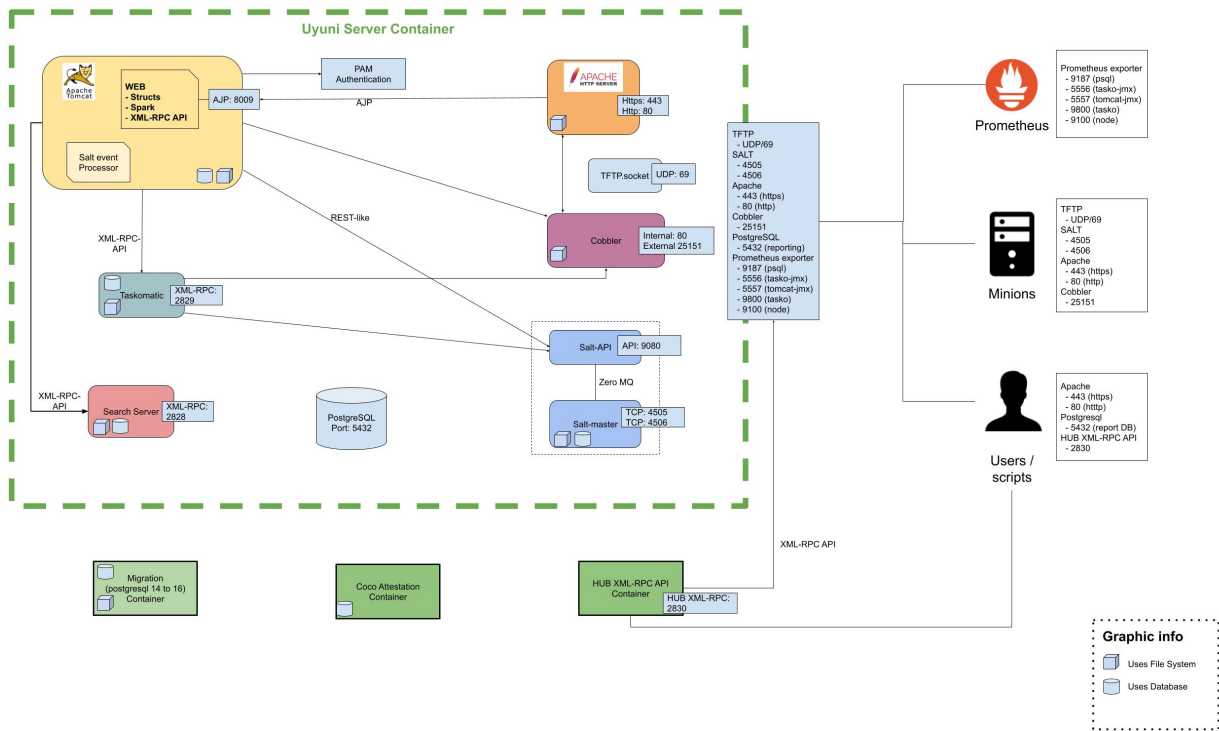 Uyuni Server Container
Apache
Tomcat
WEB
- Structs
- Spark
- XML-RPC API
AJP: 8009
Salt event
Processor
PAM
Authentication
AJP
APACHE
HTTP SERVER
Https: 443
Http: 80
TFTP.socket
UDP: 69
REST-like
Cobbler
Internal: 80
External 25151
XML-RPC-
API
Taskomatic
XML-RPC:
2829
Salt-API
API: 9080
Zero MQ
XML-RPC-
API
Search Server
XML-RPC:
2828
PostgreSQL
Port: 5432
Salt-master
TCP: 4505
TCP: 4506
TFTP
- UDP/69
SALT
- 4505
- 4506
Apache
- 443 (https)
- 80 (http)
Cobbler
- 25151
PostgreSQL
- 5432 (reporting)
Prometheus exporter
- 9187 (psql)
- 5556 (tasko-jmx)
- 5557 (tomcat-jmx)
- 9800 (tasko)
- 9100 (node)
Prometheus
Prometheus exporter
- 9187 (psql)
- 5556 (tasko-jmx)
- 5557 (tomcat-jmx)
- 9800 (tasko)
- 9100 (node)
Minions
TFTP
- UDP/69
SALT
- 4505
- 4506
Apache
- 443 (https)
- 80 (http)
Cobbler
- 25151
Users /
scripts
Apache
- 443 (https)
- 80 (htttp)
Postgresql
- 5432 (report DB)
HUB XML-RPC API
- 2830
XML-RPC API
Migration
(postgresql 14 to 16)
Container
Coco Attestation
Container
HUB XML-RPC API
Container
HUB XML-RPC:
2830
Graphic info
Uses File System
Uses Database